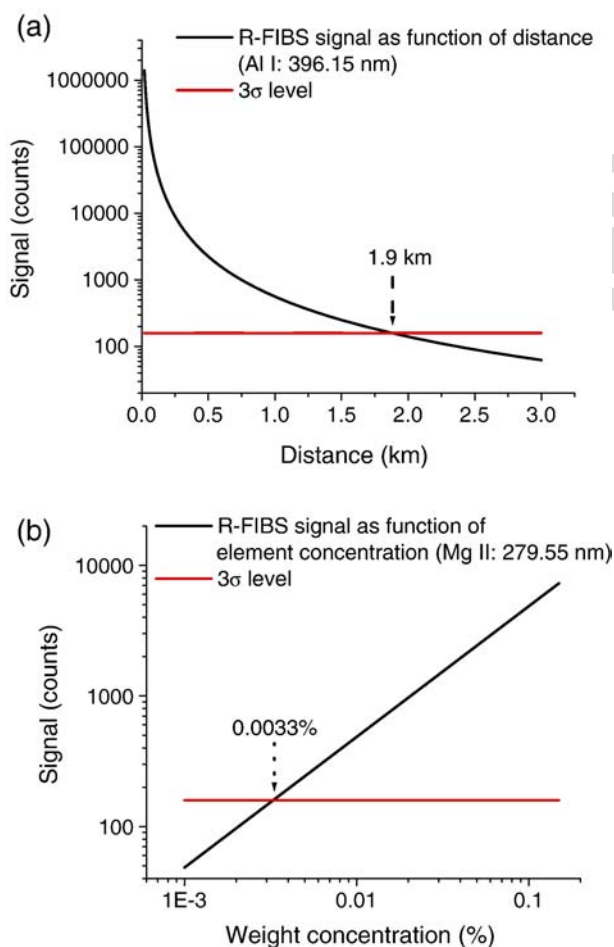 (a)
R-FIBS signal as function of distance
(Al I: 396.15 nm)
3σ level
1000000
100000
10000
1000
100
Signal (counts)
1.9 km
0.0 0.5 1.0 1.5 2.0 2.5 3.0
Distance (km)
(b)
R-FIBS signal as function of
element concentration (Mg II: 279.55 nm)
3σ level
10000
1000
100
Signal (counts)
0.0033%
1E-3 0.01 0.1
Weight concentration (%)